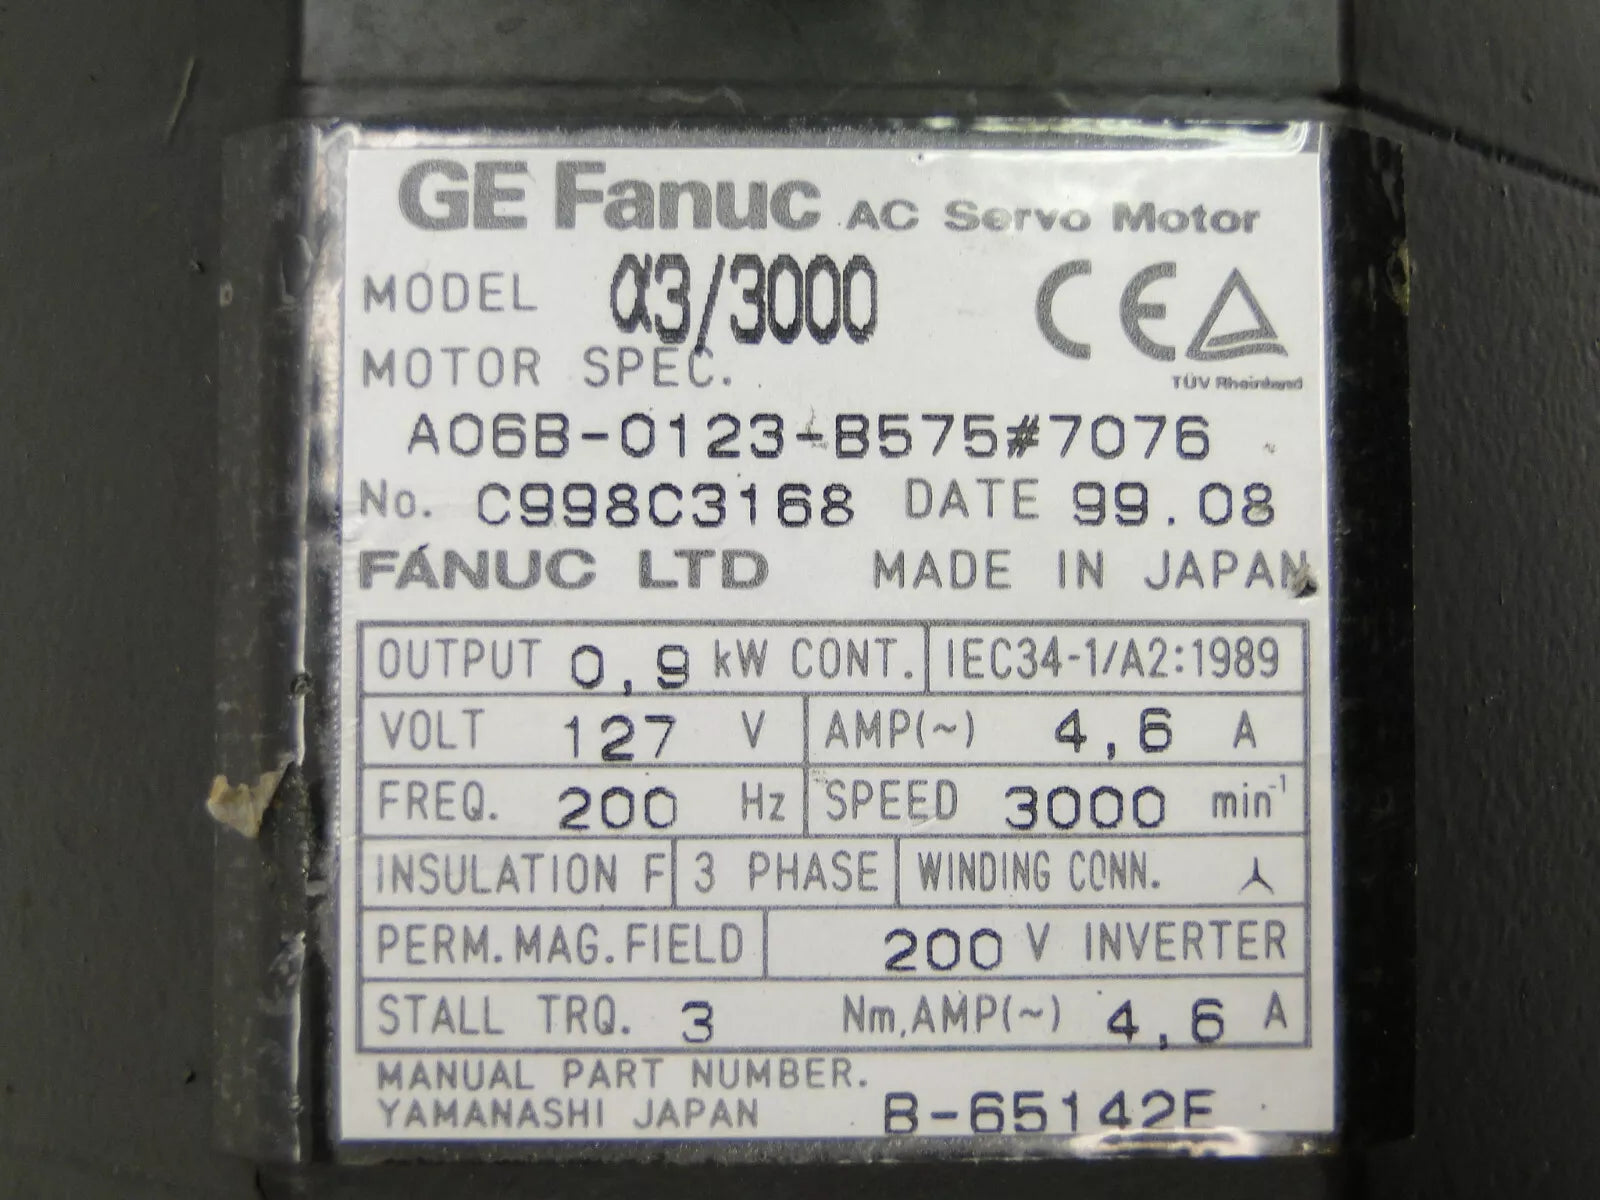 GE Fanuc AC Servo Motor
MODEL α3/3000
CE
TÜV Rheinland
MOTOR SPEC.
A06B-0123-B575#7076
No. C998C3168 DATE 99.08
FANUC LTD MADE IN JAPAN
OUTPUT 0,9 kW CONT. IEC34-1/A2:1989
VOLT 127 V AMP(~) 4,6 A
FREQ. 200 Hz SPEED 3000 min⁻¹
INSULATION F 3 PHASE WINDING CONN.
PERM.MAG.FIELD 200 V INVERTER
STALL TRQ. 3 Nm,AMP(~) 4,6 A
MANUAL PART NUMBER.
YAMANASHI JAPAN B-65142E